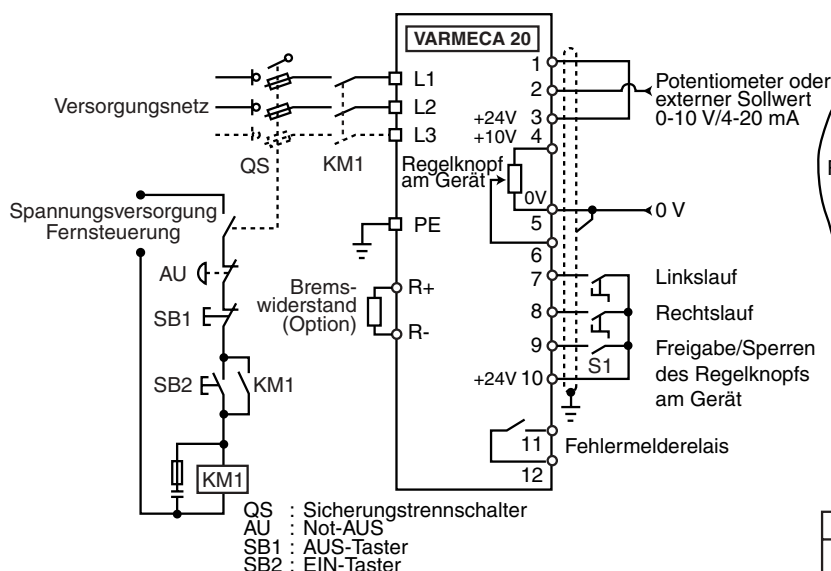 VARMECA 20
L1
L2
L3
Versorgungsnetz
QS
KM1
1
2
+24V 3
+10V 4
Potentiometer oder
externer Sollwert
0-10 V/4-20 mA
Regelknopf
am Gerät
0V
5
0 V
6
Spannungsversorgung
Fernsteuerung
PE
AU
SB1
SB2
KM1
KM1
Brems-
widerstand
(Option)
R+
R-
7
Linkslauf
8
Rechtslauf
9
S1
Freigabe/Sperren
des Regelknopfs
am Gerät
+24V 10
11
Fehlermelderelais
12
QS : Sicherungstrennschalter
AU : Not-AUS
SB1 : AUS-Taster
SB2 : EIN-Taster